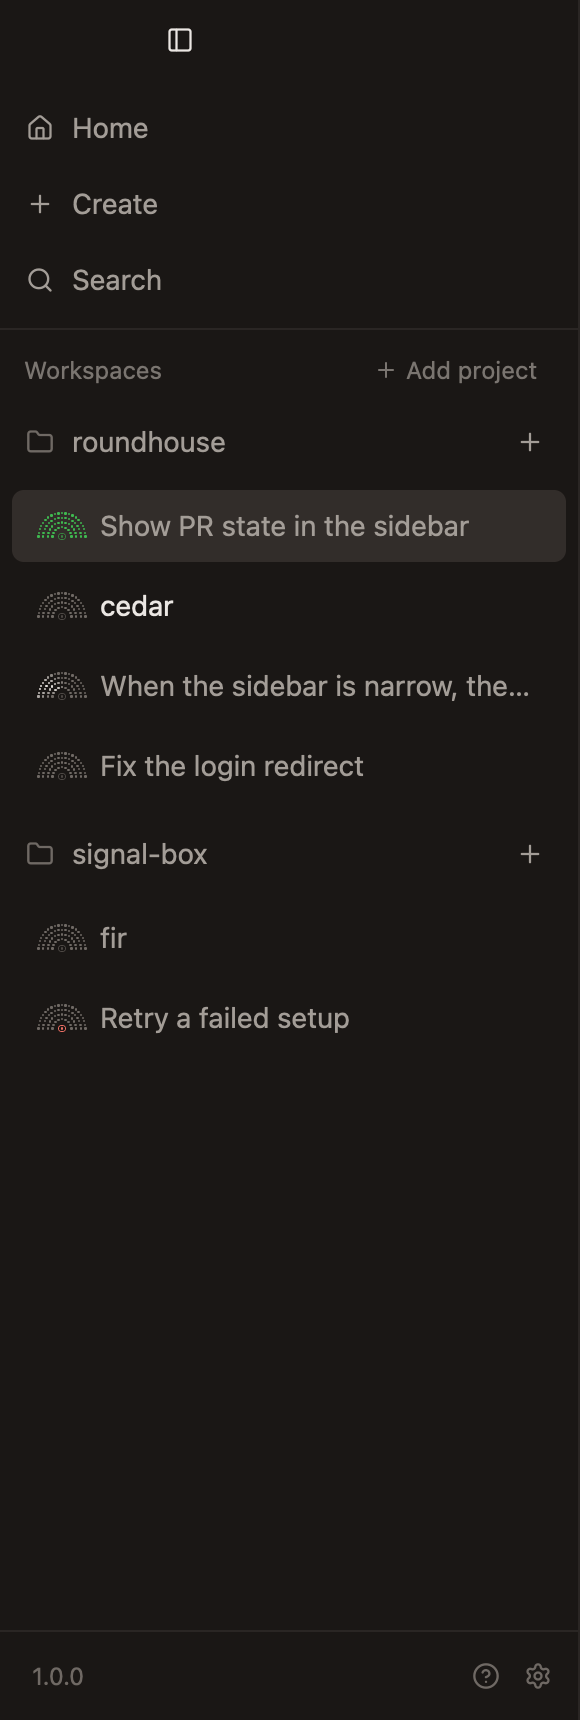 Home
Create
Search
Workspaces
Add project
roundhouse
Show PR state in the sidebar
cedar
When the sidebar is narrow, the...
Fix the login redirect
signal-box
fir
Retry a failed setup
1.0.0